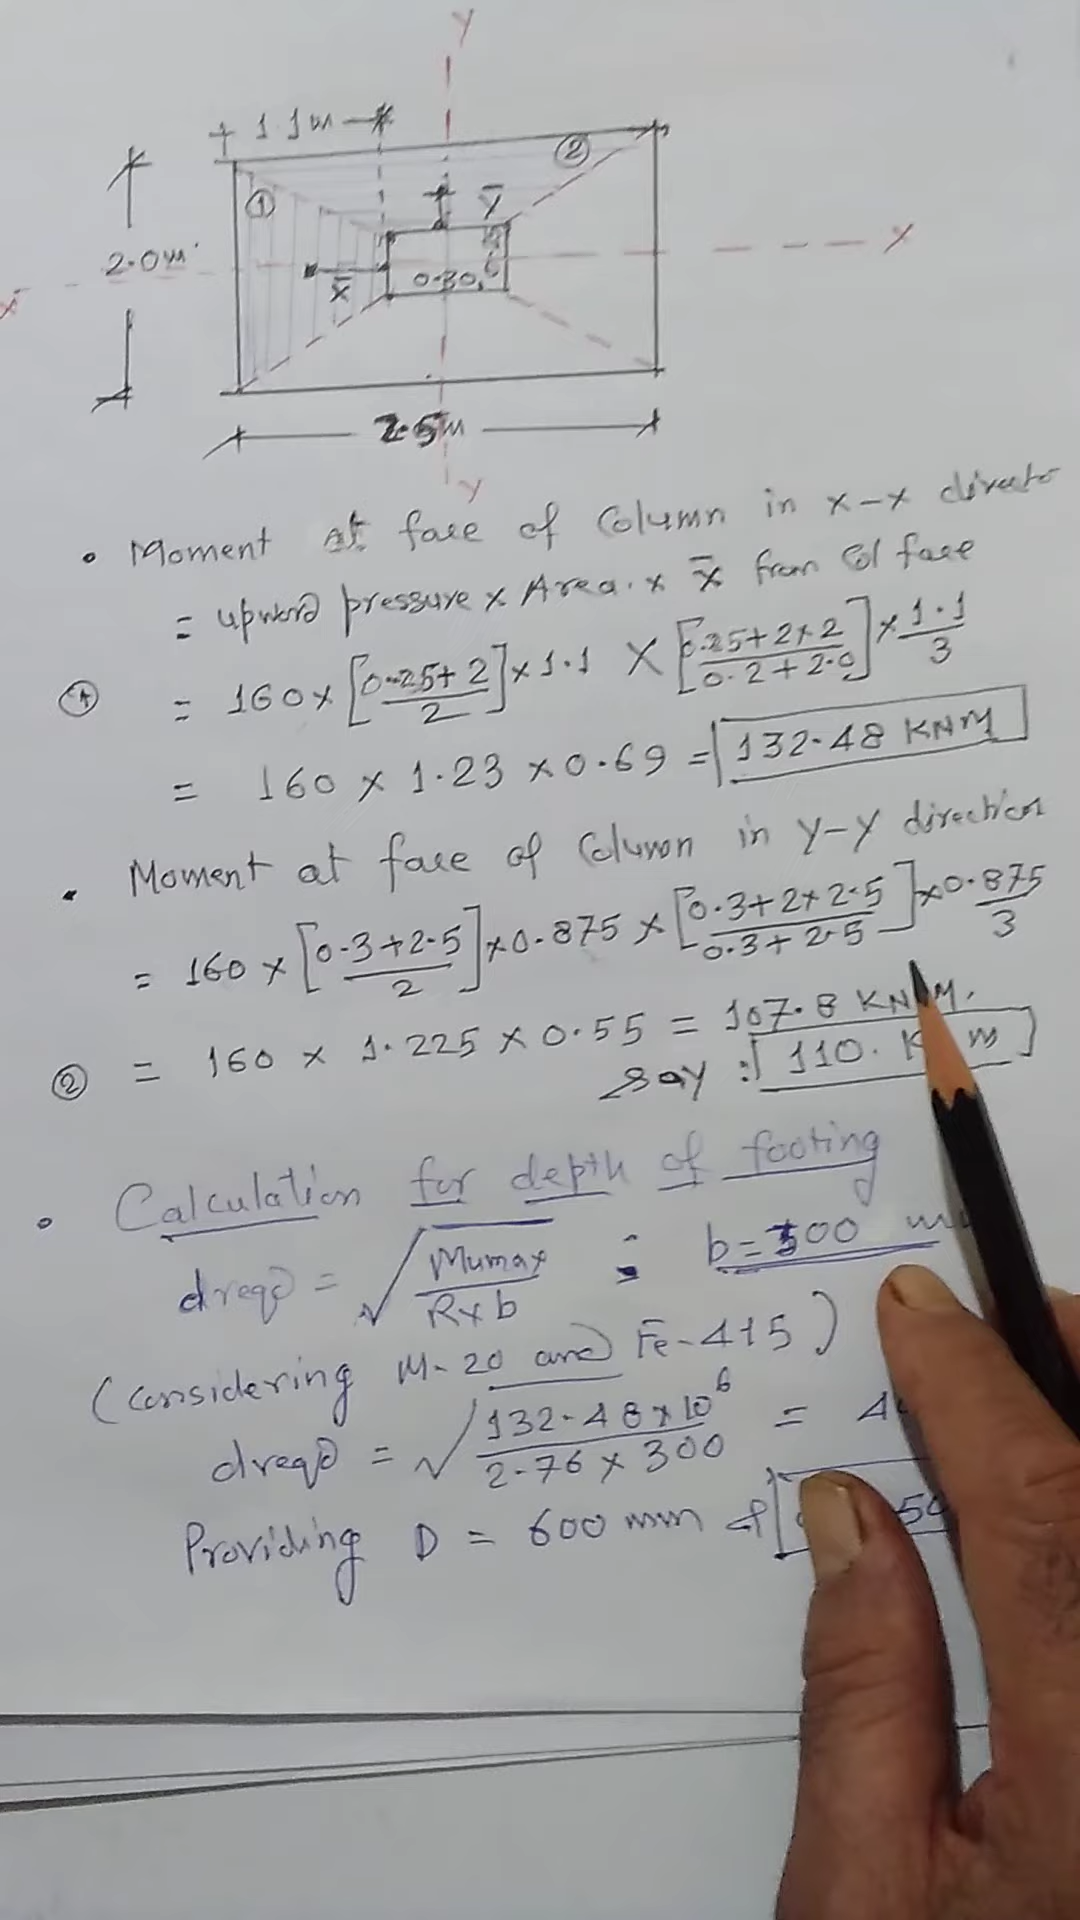 Y
1.1m
②
①
Y̅
2.0m
X
X̅
0.30
X
2.5m
Y
• Moment at face of Column in x-x directo
= upward pressure x Area. x x̅ from Col face
① = 160 x [0.25+2/2] x 1.1 X [0.25+2x2/0.2+2.0] x 1.1/3
= 160 x 1.23 x 0.69 = 132.48 KNM
• Moment at face of Column in Y-Y direction
= 160 x [0.3+2.5/2] x 0.875 x [0.3+2x2.5/0.3+2.5] x 0.875/3
② = 160 x 1.225 x 0.55 = 107.8 KN M.
Say : 110. K m
• Calculation for depth of footing
dreqd = √Mumax/Rxb : b=300
(Considering M-20 and Fe-415)
dreqd = √132.48x10⁶/2.76 x 300 =
Providing D = 600 mm & 50